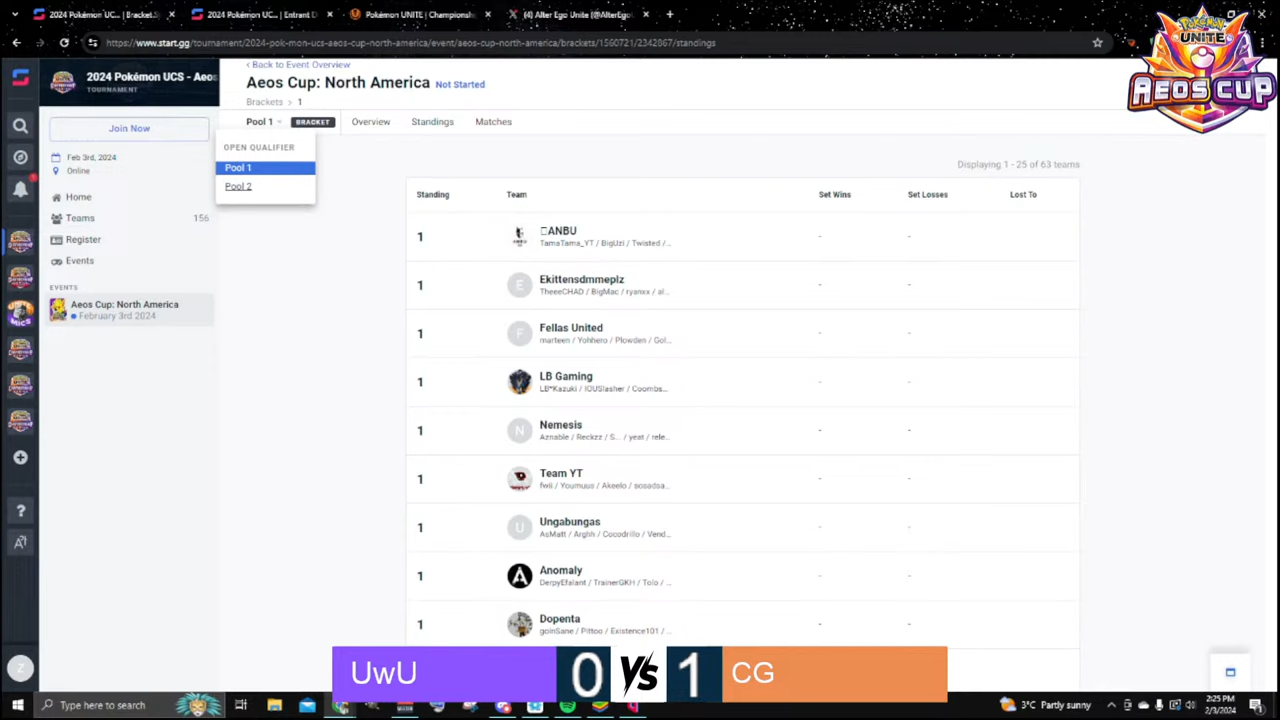 2024 Pokémon UC... | Bracket S
2024 Pokémon UC... | Entrant D
Pokémon UNITE | Championsh
(4) Alter Ego Unite (@AlterEgo
https://www.start.gg/tournament/2024-pok-mon-ucs-aeos-cup-north-america/event/aeos-cup-north-america/brackets/1560721/2342867/standings
Pokémon
UNITE
AEOS CUP
2024 Pokémon UCS - Aeos
TOURNAMENT
Join Now
Feb 3rd, 2024
Online
Home
Teams 156
Register
Events
EVENTS
Aeos Cup: North America
February 3rd 2024
‹ Back to Event Overview
Aeos Cup: North America Not Started
Brackets > 1
Pool 1 BRACKET Overview Standings Matches
OPEN QUALIFIER
Pool 1
Pool 2
Displaying 1 - 25 of 63 teams
Standing Team Set Wins Set Losses Lost To
1 ANBU - -
TamaTama_YT / BigUzi / Twisted /...
1 Ekittensdmmeplz - -
TheeeCHAD / BigMac / ryanxx / al...
1 Fellas United - -
marteen / Yohhero / Plowden / Gol...
1 LB Gaming - -
LB*Kazuki / IOUSlasher / Coombs...
1 Nemesis - -
Aznable / Reckzz / S... / yeat / rele...
1 Team YT - -
fwii / Youmuus / Akeelo / sosadsa...
1 Ungabungas - -
AsMatt / Arghh / Cocodrillo / Vend...
1 Anomaly - -
DerpyEfalant / TrainerGKH / Tolo / ...
1 Dopenta - -
goinSane / Pittoo / Existence101 / ...
UwU 0 VS 1 CG
Type here to search
3°C Partly sunny
2:25 PM
2/3/2024